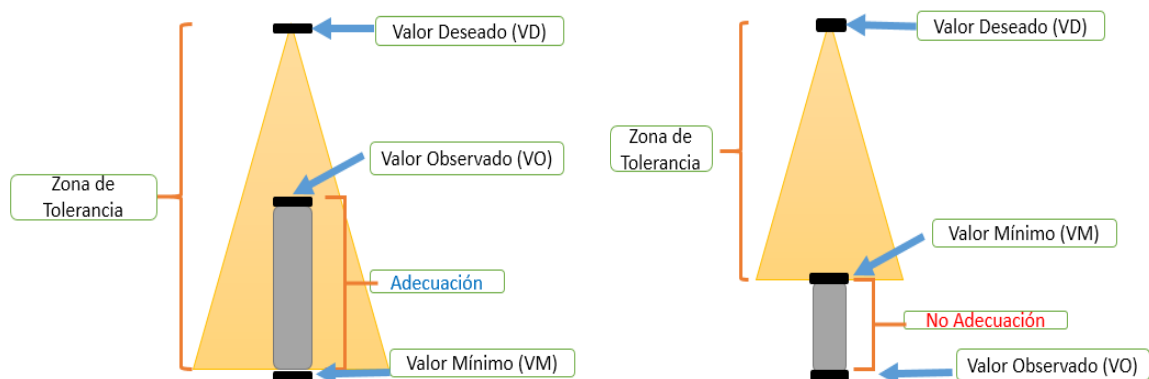 Valor Deseado (VD)
Valor Observado (VO)
Zona de
Tolerancia
Adecuación
Valor Mínimo (VM)
Valor Deseado (VD)
Zona de
Tolerancia
Valor Mínimo (VM)
No Adecuación
Valor Observado (VO)